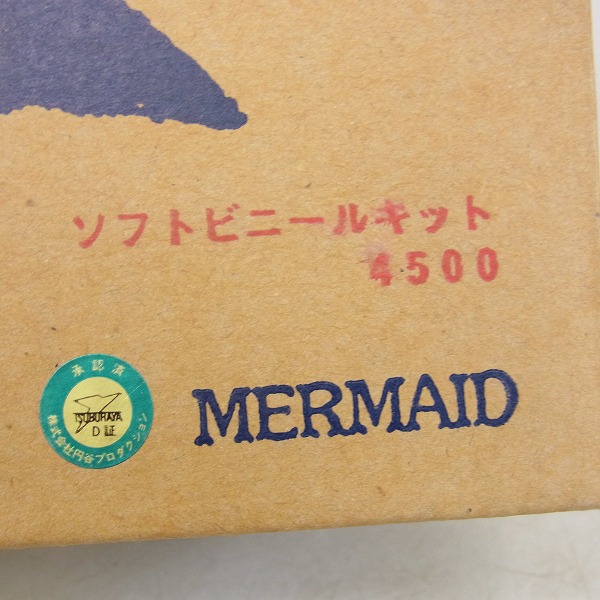 ソフトビニールキット
4500
承認済
TSUBURAYA
D 証
株式会社円谷プロダクション
MERMAID